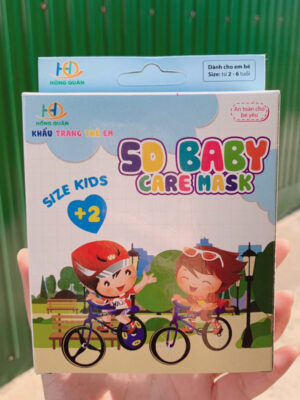 HỒNG QUÂN
Dành cho em bé
Size: từ 2 - 6 tuổi
HỒNG QUÂN
An toàn cho
bé yêu
KHẨU TRANG TRẺ EM
5D BABY
CARE MASK
SIZE KIDS
+2